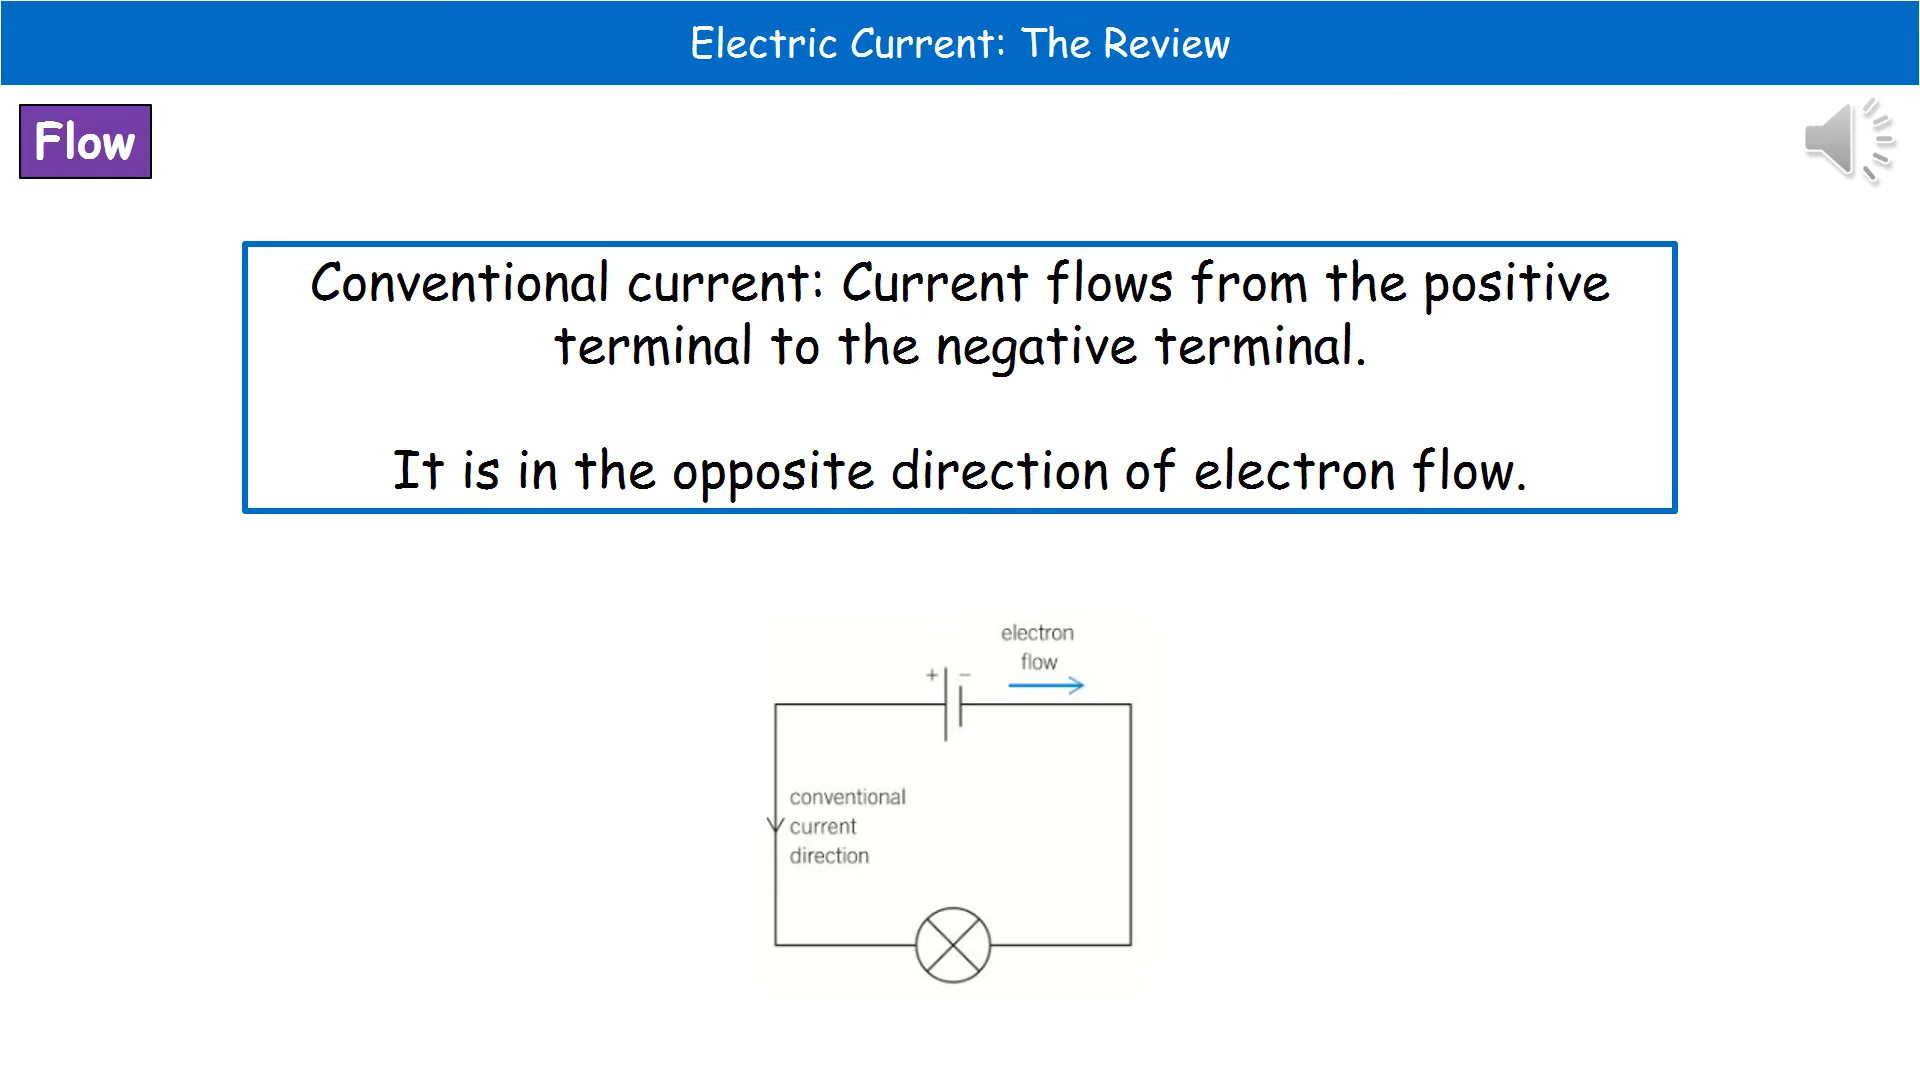 Electric Current: The Review
Flow
Conventional current: Current flows from the positive
terminal to the negative terminal.
It is in the opposite direction of electron flow.
electron
flow
+ −
conventional
current
direction